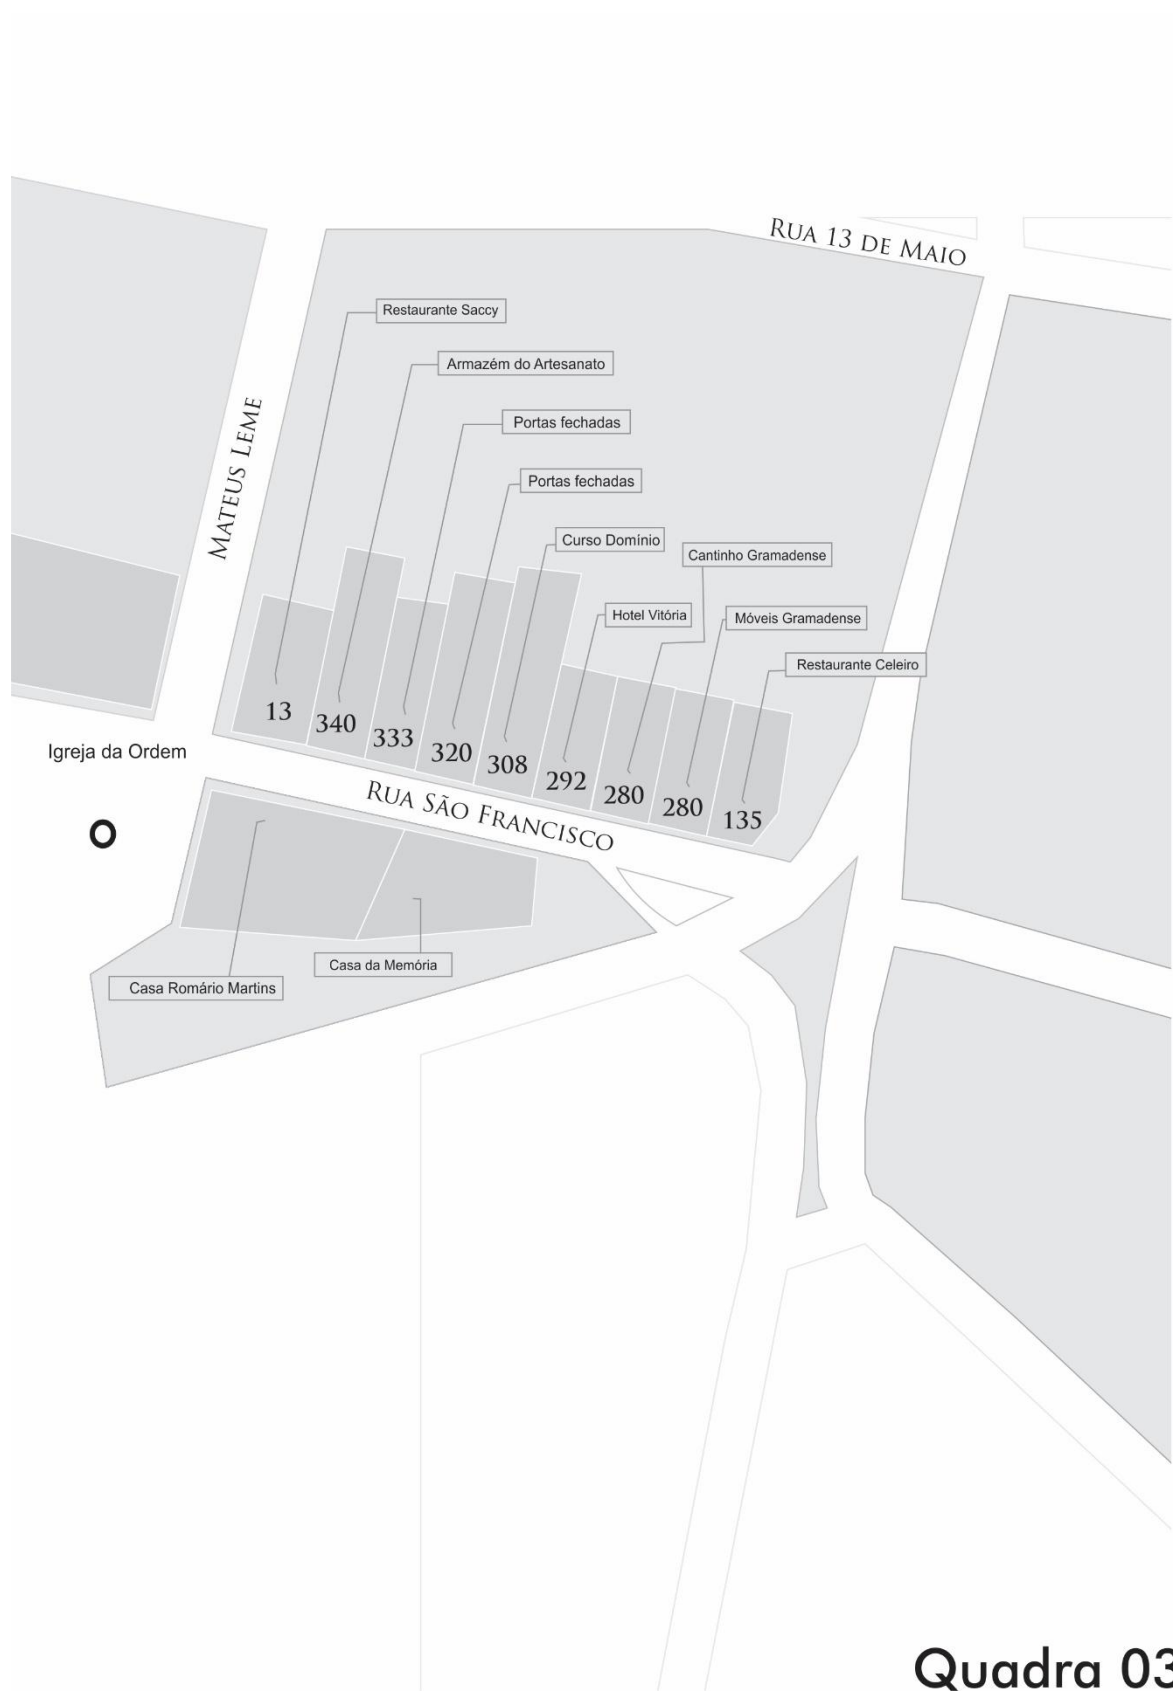 RUA 13 DE MAIO
Restaurante Saccy
Armazém do Artesanato
MATEUS LEME
Portas fechadas
Portas fechadas
Curso Domínio
Cantinho Gramadense
Hotel Vitória
Móveis Gramadense
Restaurante Celeiro
13
340
333
320
308
292
280
280
135
Igreja da Ordem
RUA SÃO FRANCISCO
Casa da Memória
Casa Romário Martins
Quadra 03